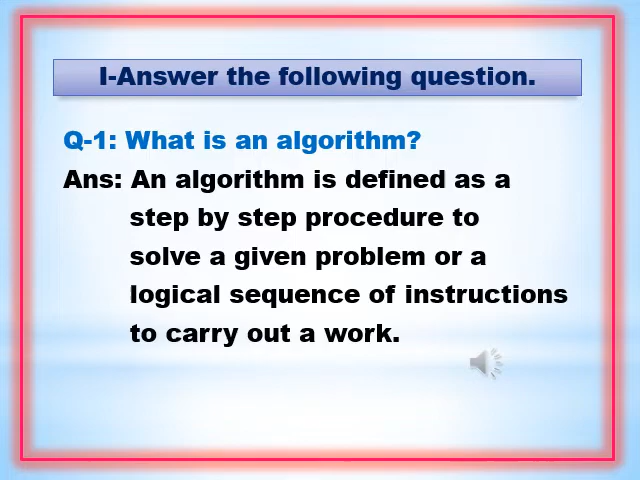 I-Answer the following question.
Q-1: What is an algorithm?
Ans: An algorithm is defined as a
step by step procedure to
solve a given problem or a
logical sequence of instructions
to carry out a work.